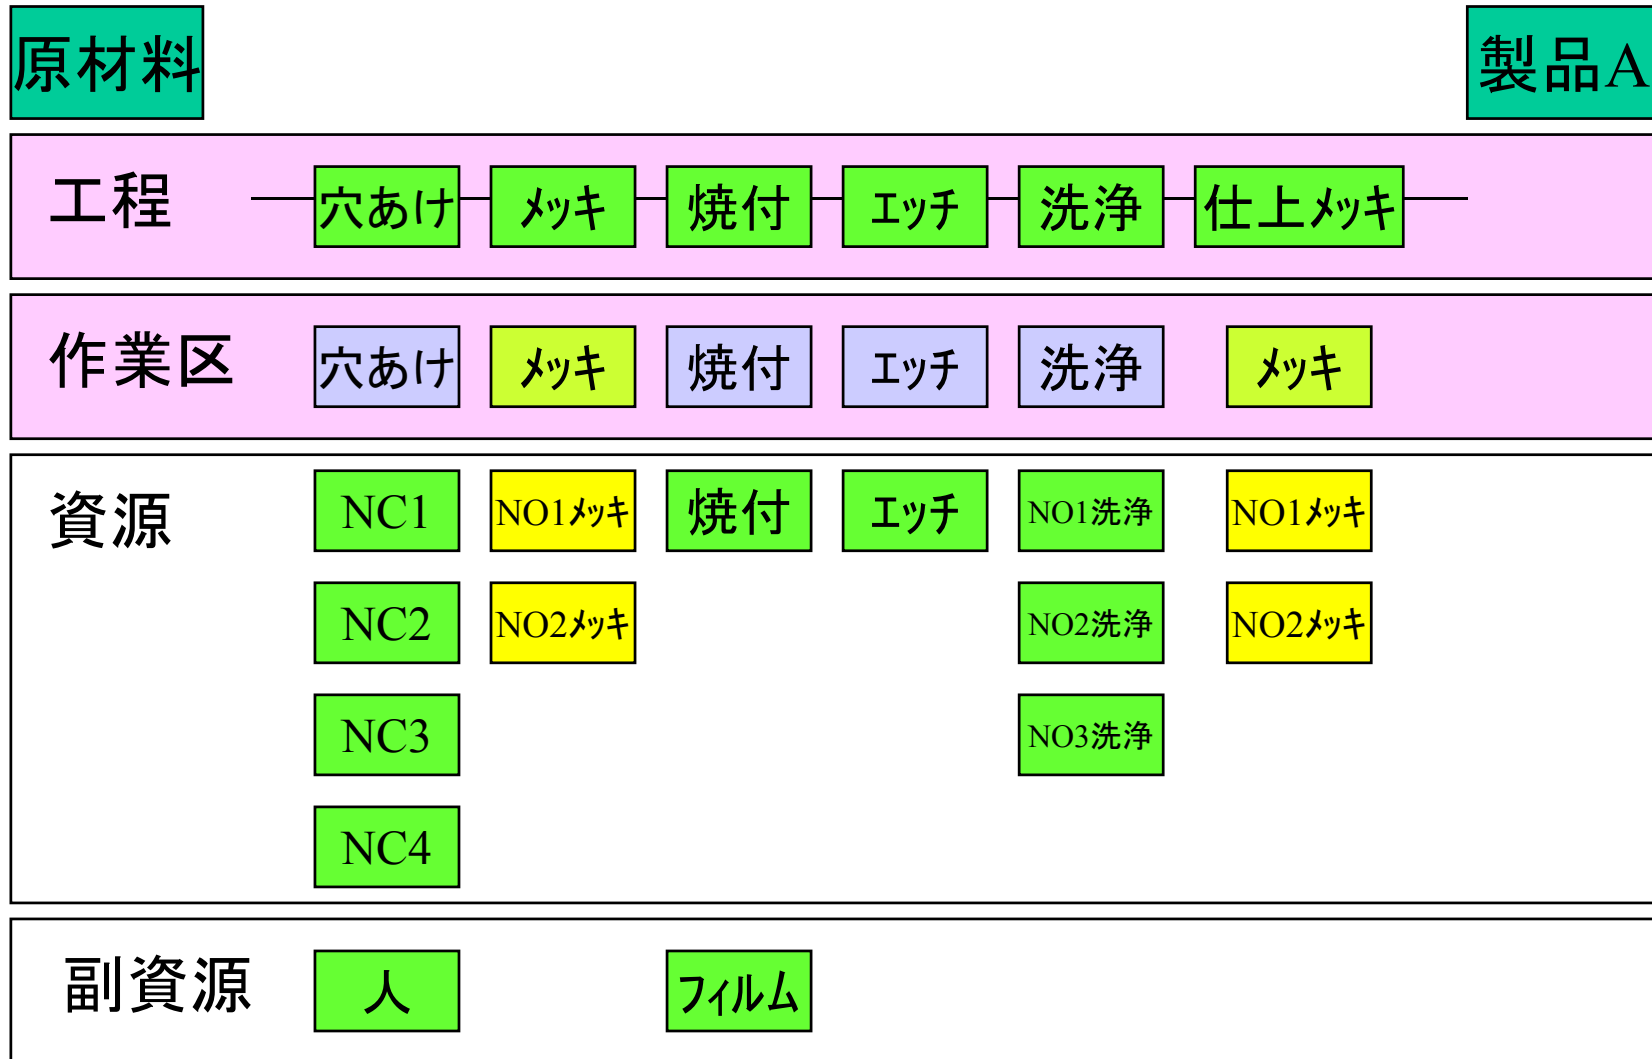 原材料 製品A
工程 穴あけ メッキ 焼付 エッチ 洗浄 仕上メッキ
作業区 穴あけ メッキ 焼付 エッチ 洗浄 メッキ
資源 NC1 NO1メッキ 焼付 エッチ NO1洗浄 NO1メッキ
NC2 NO2メッキ NO2洗浄 NO2メッキ
NC3 NO3洗浄
NC4
副資源 人 フィルム